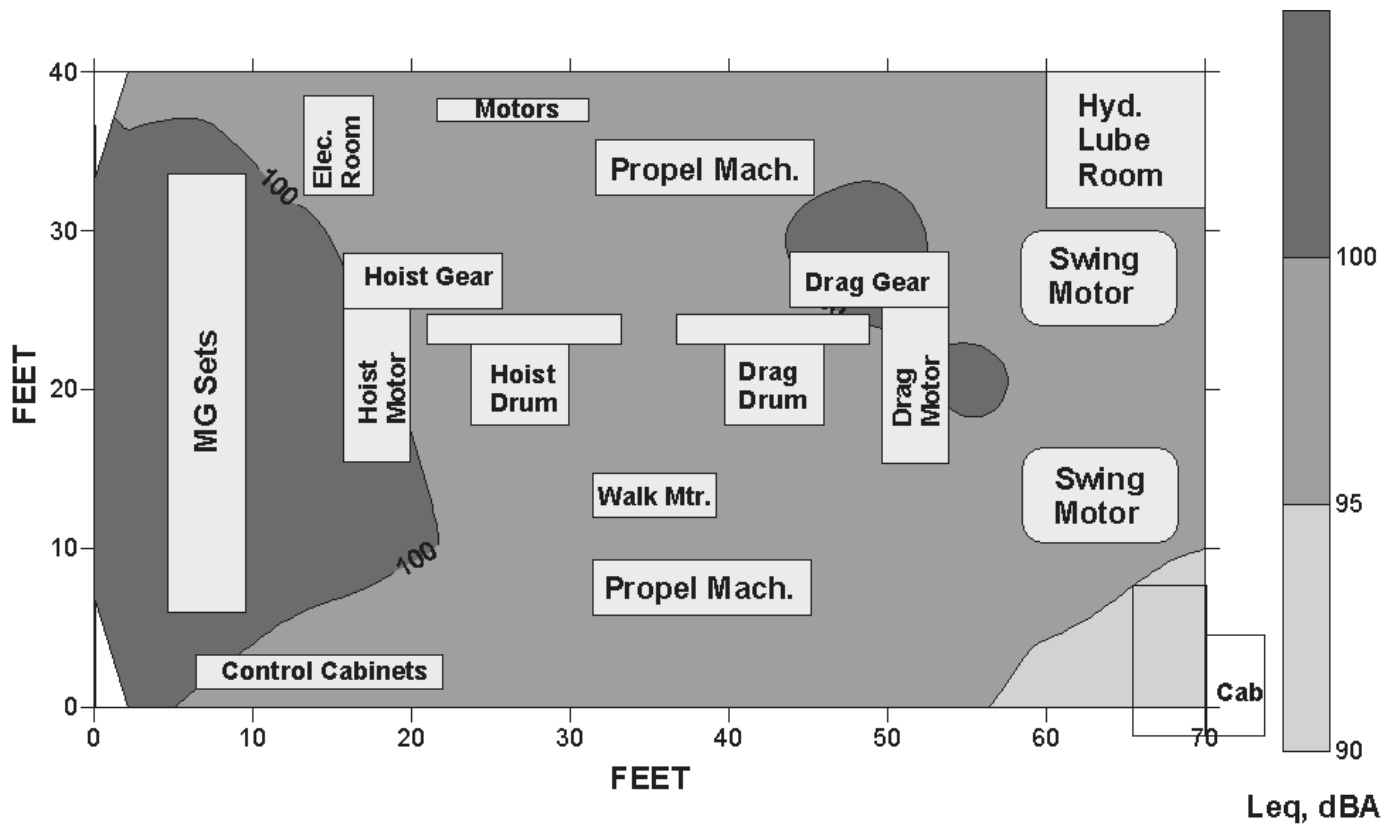 40
30
20
10
0
FEET
0
10
20
30
40
50
60
70
FEET
MG Sets
100
Elec.
Room
Motors
Propel Mach.
Hyd.
Lube
Room
Hoist Gear
Hoist
Motor
Hoist
Drum
Drag Gear
Drag
Drum
Drag
Motor
Swing
Motor
Walk Mtr.
Swing
Motor
100
Propel Mach.
Control Cabinets
Cab
100
95
90
Leq, dBA